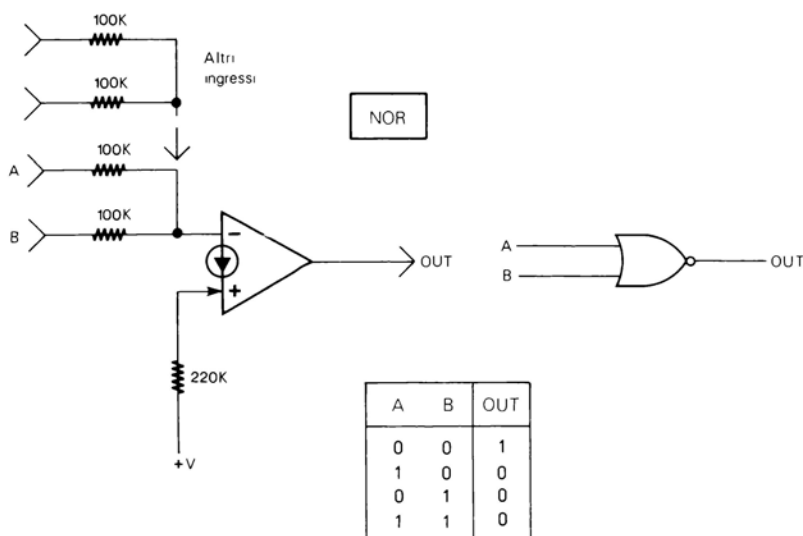 100K
Altri
ingressi
100K
NOR
100K
A
100K
B
−
+
OUT
A
B
OUT
220K
+V
A B OUT
0 0 1
1 0 0
0 1 0
1 1 0